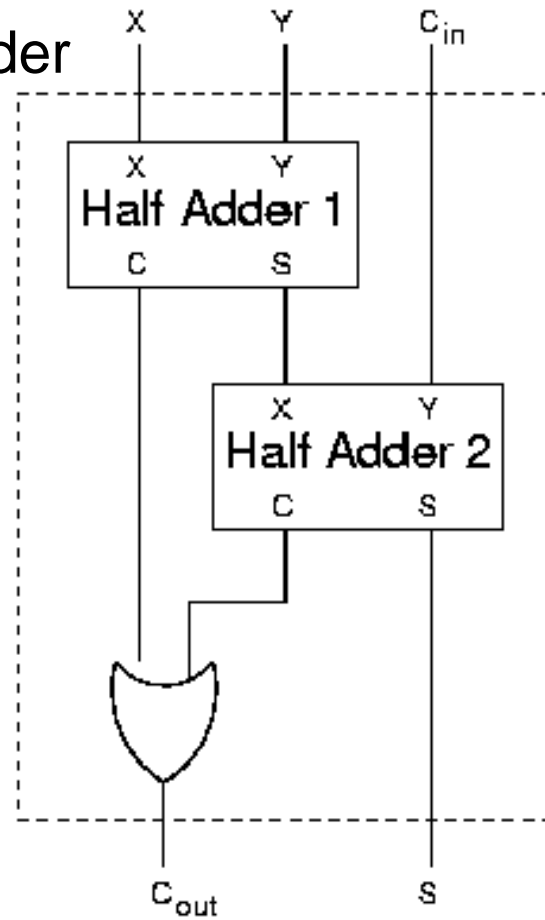 X Y Cin
der
X Y
Half Adder 1
C S
X Y
Half Adder 2
C S
Cout S